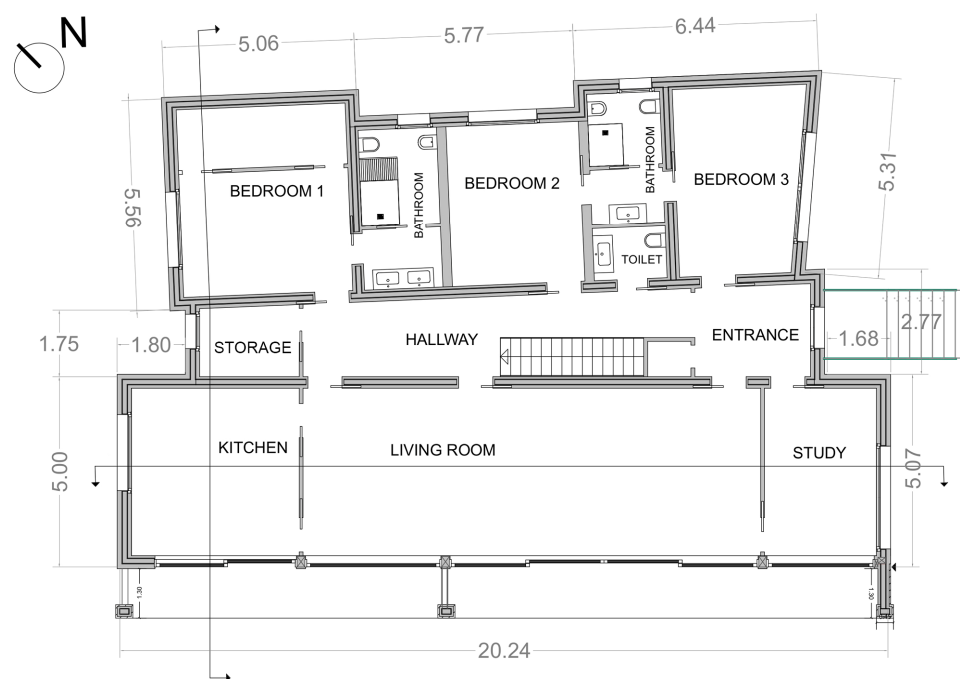 N
5.06
5.77
6.44
5.56
5.31
BEDROOM 1
BATHROOM
BEDROOM 2
BATHROOM
BEDROOM 3
TOILET
1.75
1.80
STORAGE
HALLWAY
ENTRANCE
1.68
2.77
5.00
KITCHEN
LIVING ROOM
STUDY
5.07
1.30
1.30
20.24